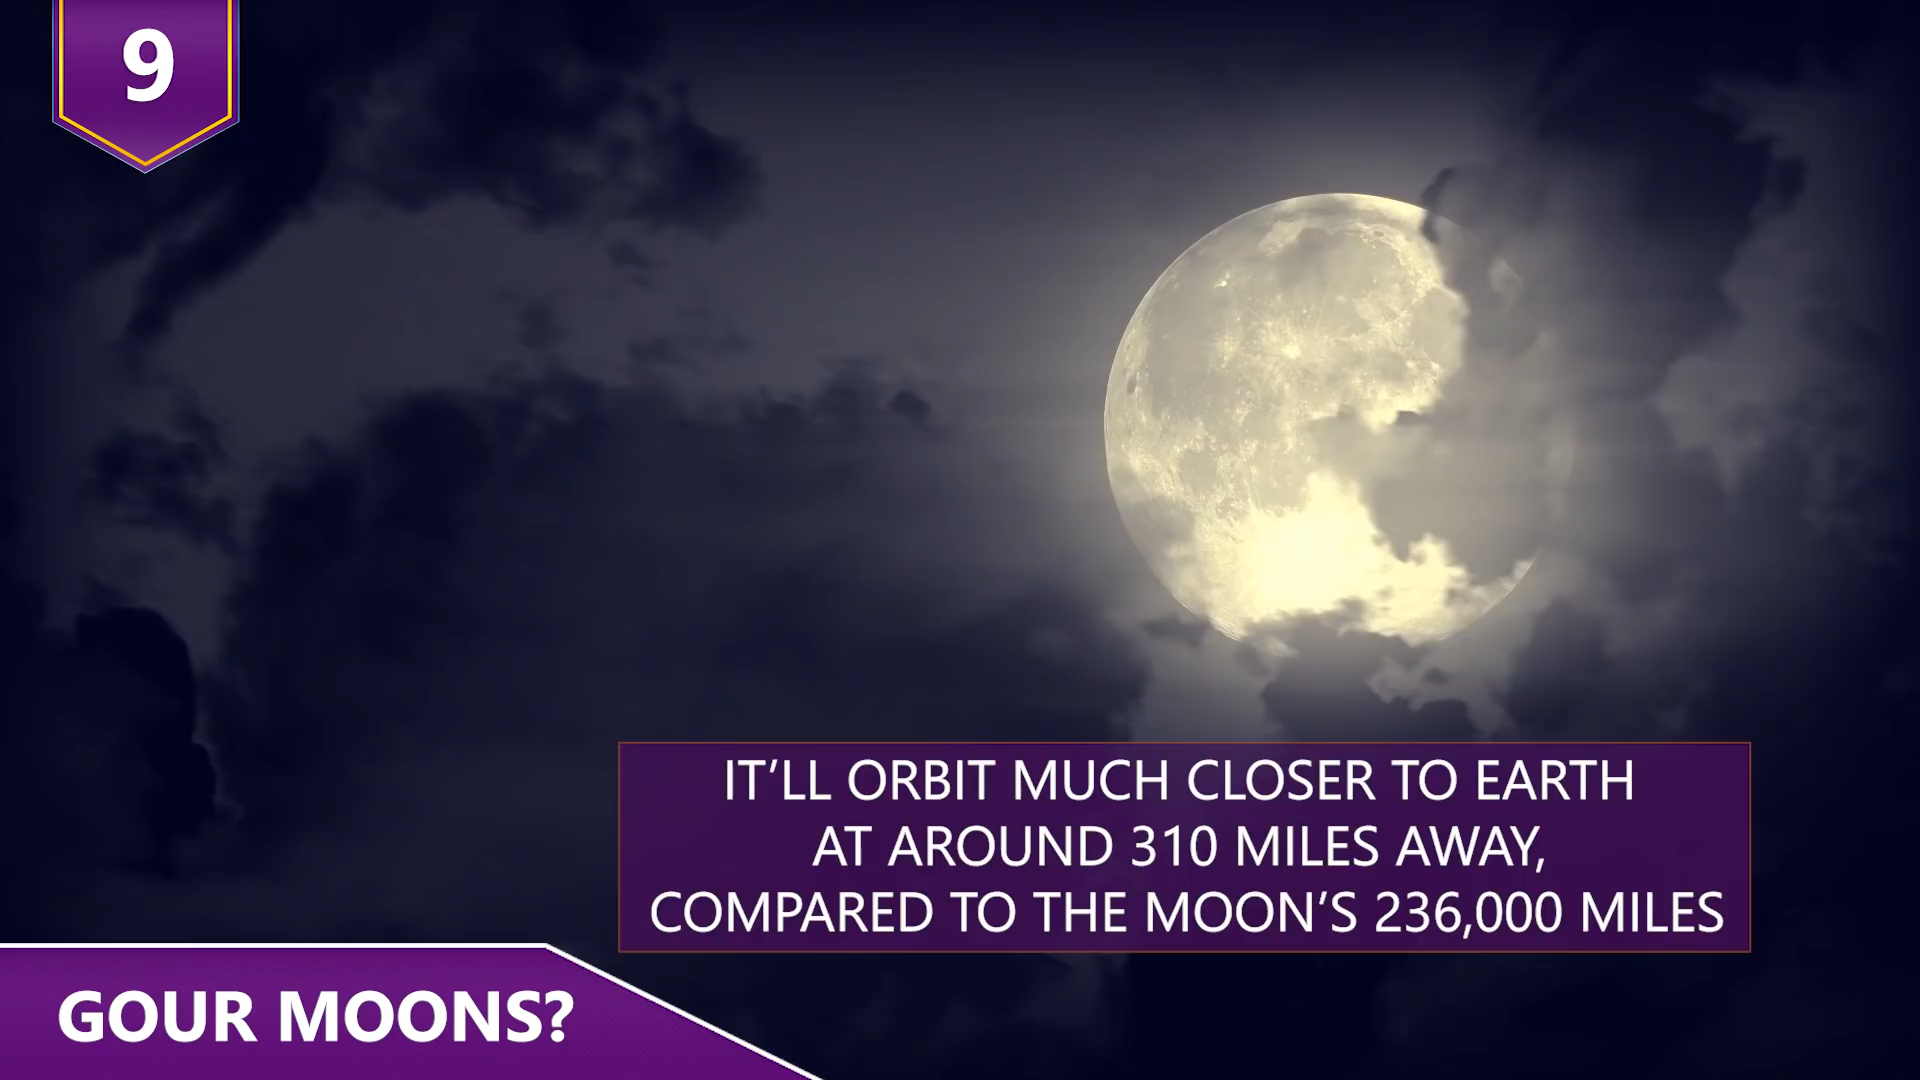 9
IT’LL ORBIT MUCH CLOSER TO EARTH
AT AROUND 310 MILES AWAY,
COMPARED TO THE MOON’S 236,000 MILES
GOUR MOONS?